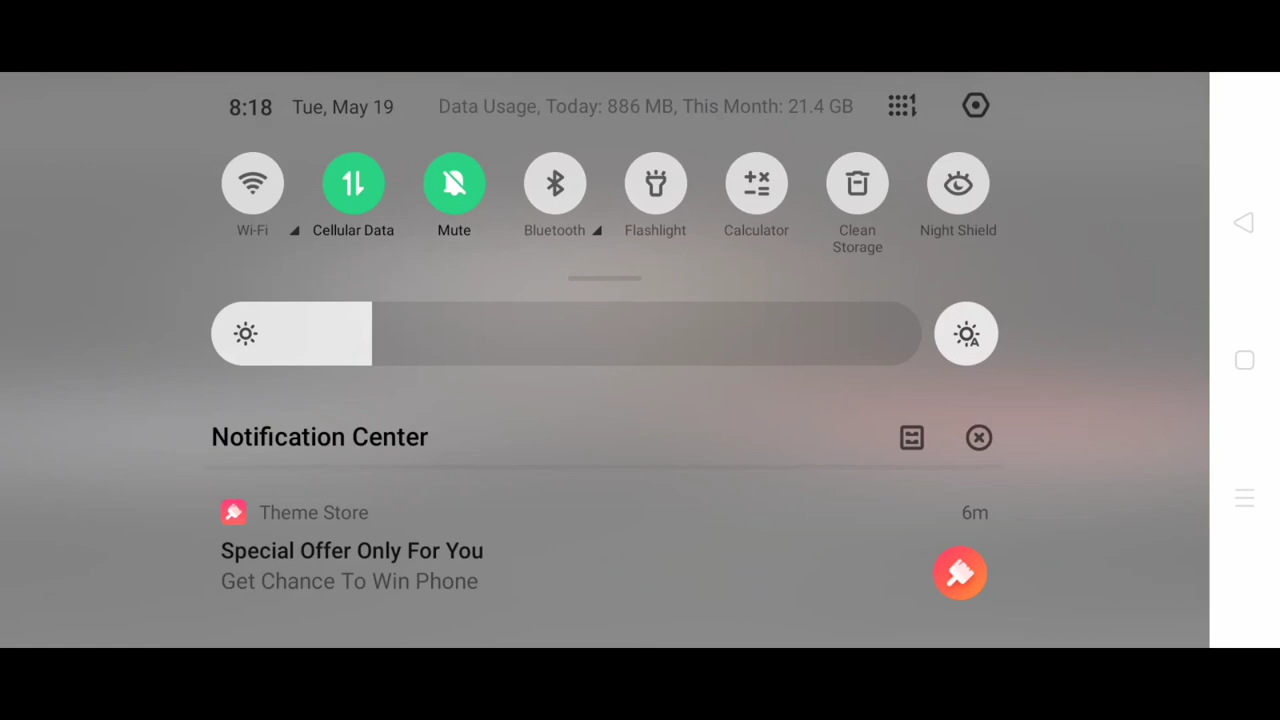 8:18 Tue, May 19 Data Usage, Today: 886 MB, This Month: 21.4 GB
Wi-Fi Cellular Data Mute Bluetooth Flashlight Calculator Clean Storage Night Shield
Notification Center
Theme Store 6m
Special Offer Only For You
Get Chance To Win Phone